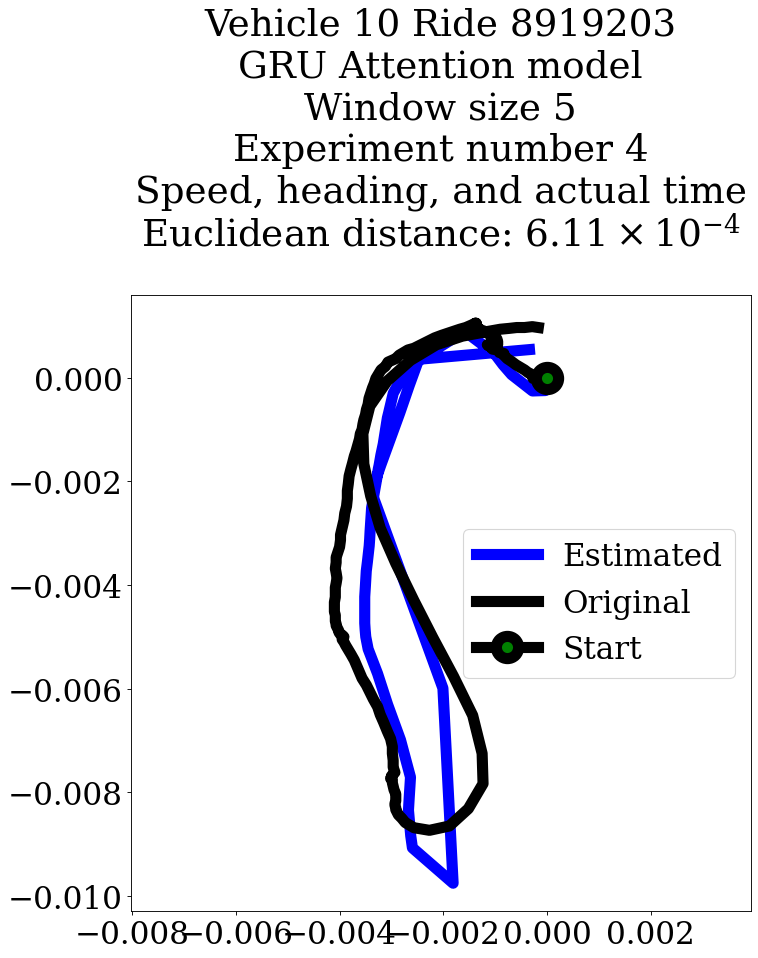 Vehicle 10 Ride 8919203
GRU Attention model
Window size 5
Experiment number 4
Speed, heading, and actual time
Euclidean distance: 6.11 × 10⁻⁴
0.000
−0.002
−0.004
−0.006
−0.008
−0.010
Estimated
Original
Start
−0.008 −0.006 −0.004 −0.002 0.000 0.002